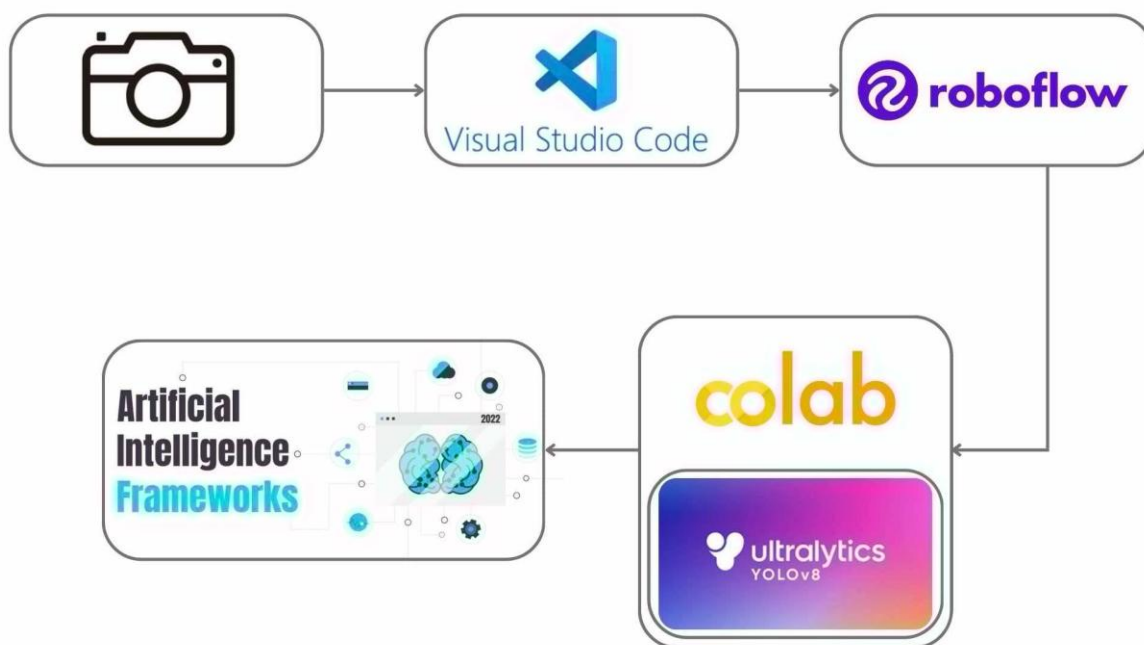 Visual Studio Code
roboflow
colab
ultralytics
YOLOv8
Artificial
Intelligence
Frameworks
2022